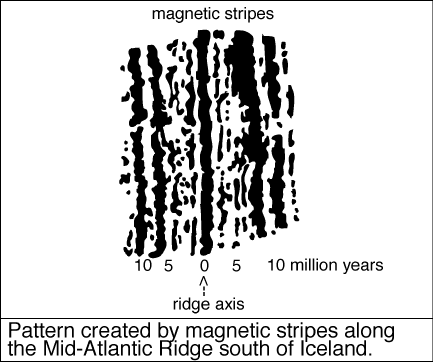 magnetic stripes
10 5 0 5 10 million years
ridge axis
Pattern created by magnetic stripes along
the Mid-Atlantic Ridge south of Iceland.